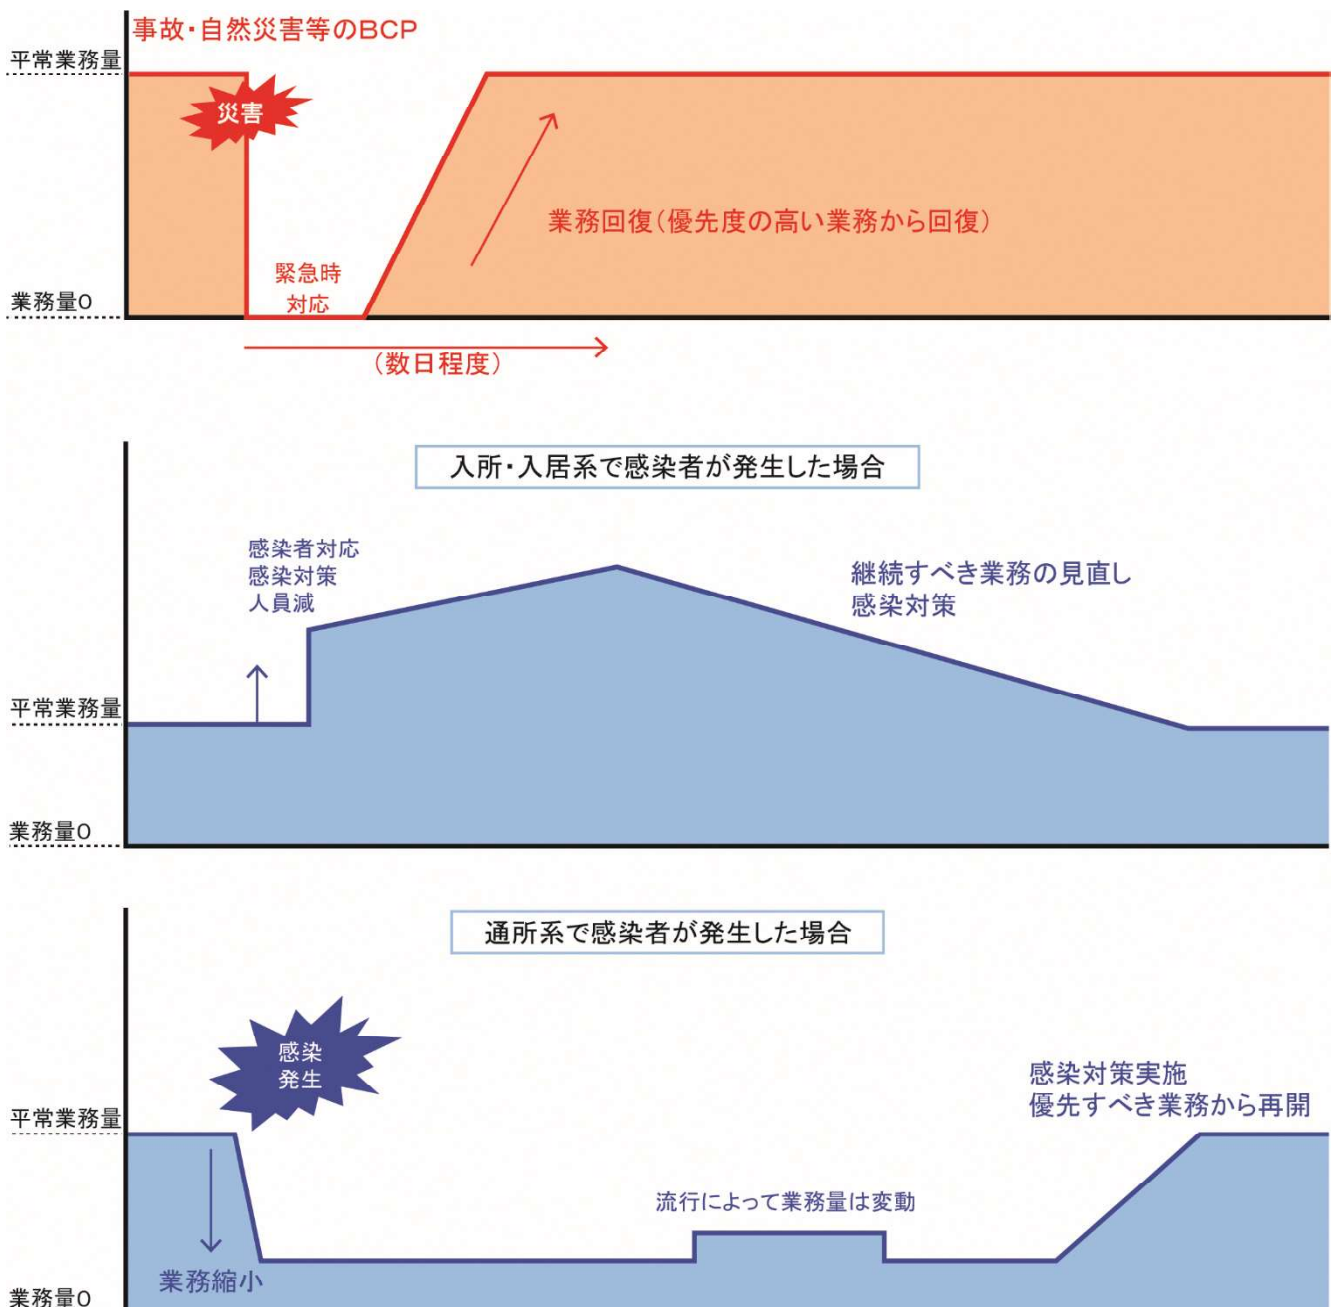 事故・自然災害等のBCP
平常業務量
災害
業務回復（優先度の高い業務から回復）
緊急時
対応
業務量0
（数日程度）
入所・入居系で感染者が発生した場合
感染者対応
感染対策
人員減
継続すべき業務の見直し
感染対策
平常業務量
業務量0
通所系で感染者が発生した場合
感染
発生
感染対策実施
優先すべき業務から再開
平常業務量
流行によって業務量は変動
業務縮小
業務量0